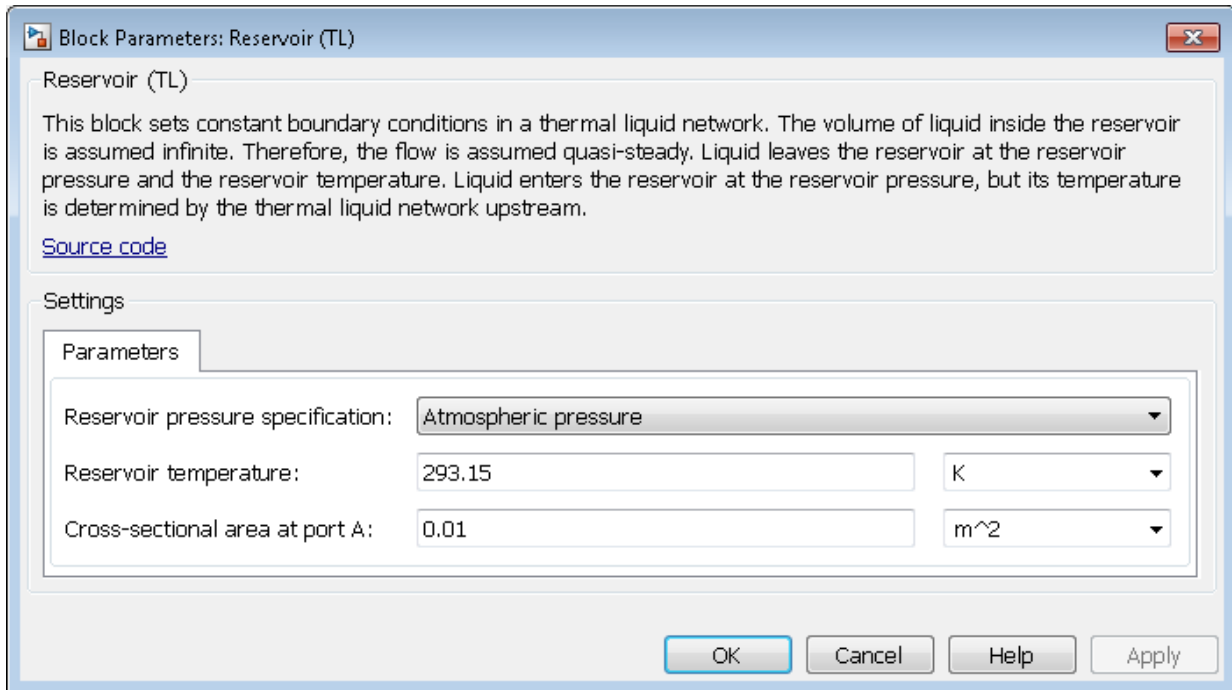 Block Parameters: Reservoir (TL)
Reservoir (TL)
This block sets constant boundary conditions in a thermal liquid network. The volume of liquid inside the reservoir
is assumed infinite. Therefore, the flow is assumed quasi-steady. Liquid leaves the reservoir at the reservoir
pressure and the reservoir temperature. Liquid enters the reservoir at the reservoir pressure, but its temperature
is determined by the thermal liquid network upstream.
Source code
Settings
Parameters
Reservoir pressure specification: Atmospheric pressure
Reservoir temperature: 293.15 K
Cross-sectional area at port A: 0.01 m^2
OK Cancel Help Apply